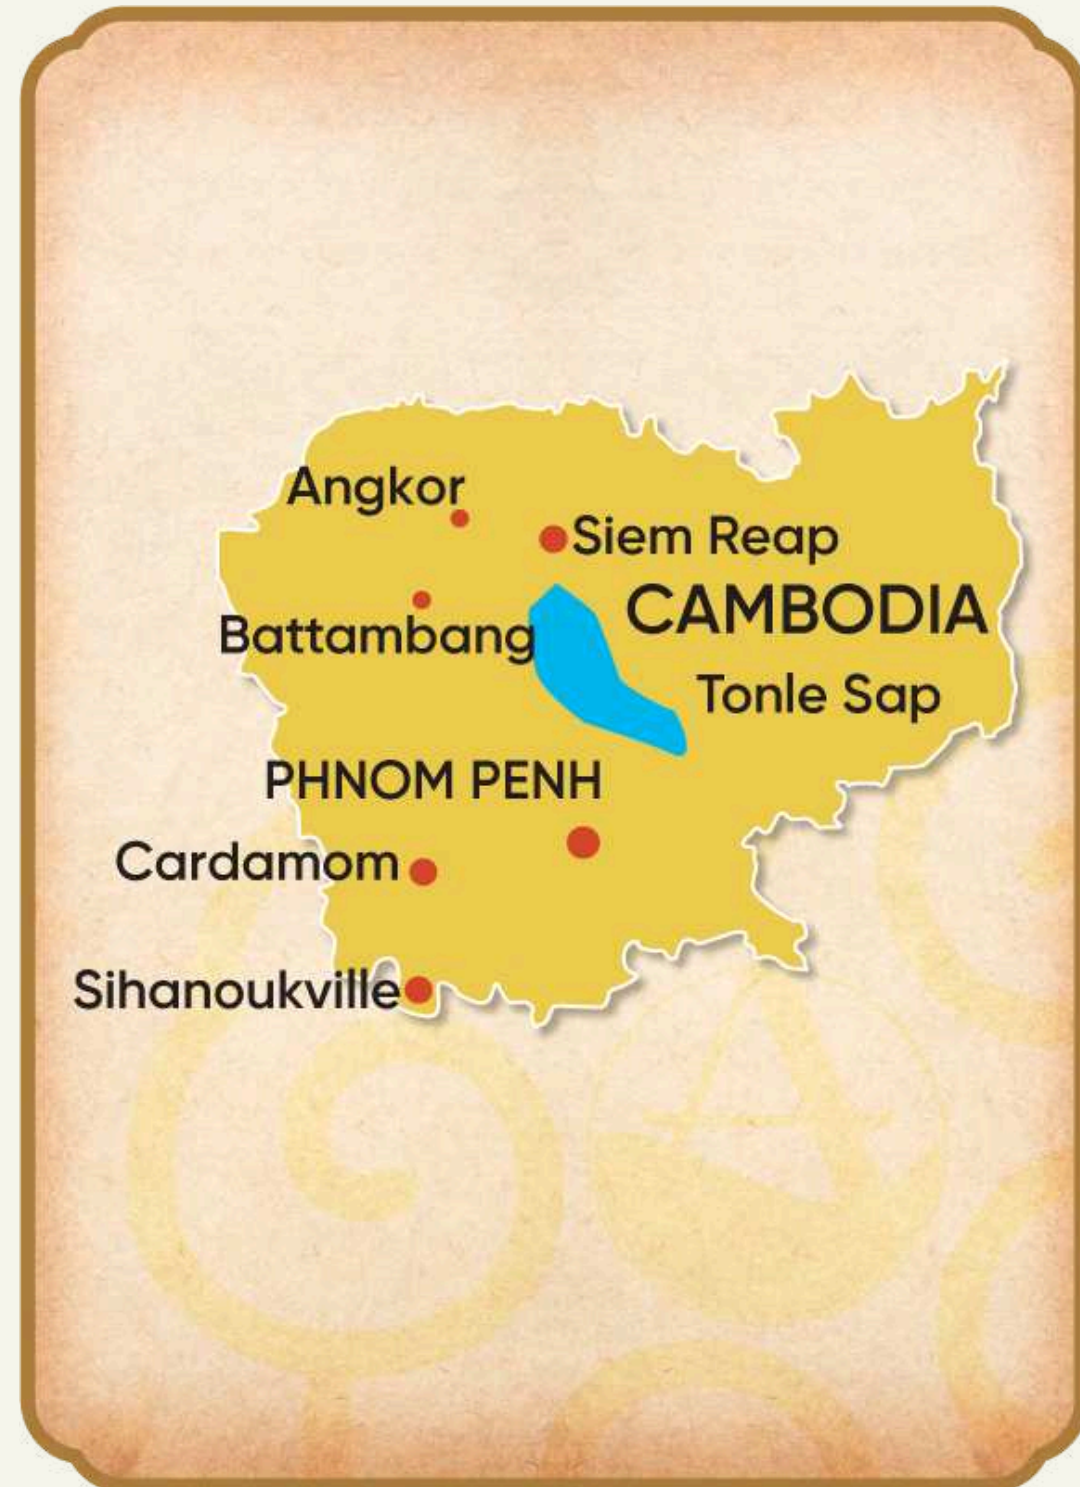 Angkor
Siem Reap
CAMBODIA
Battambang
Tonle Sap
PHNOM PENH
Cardamom
Sihanoukville